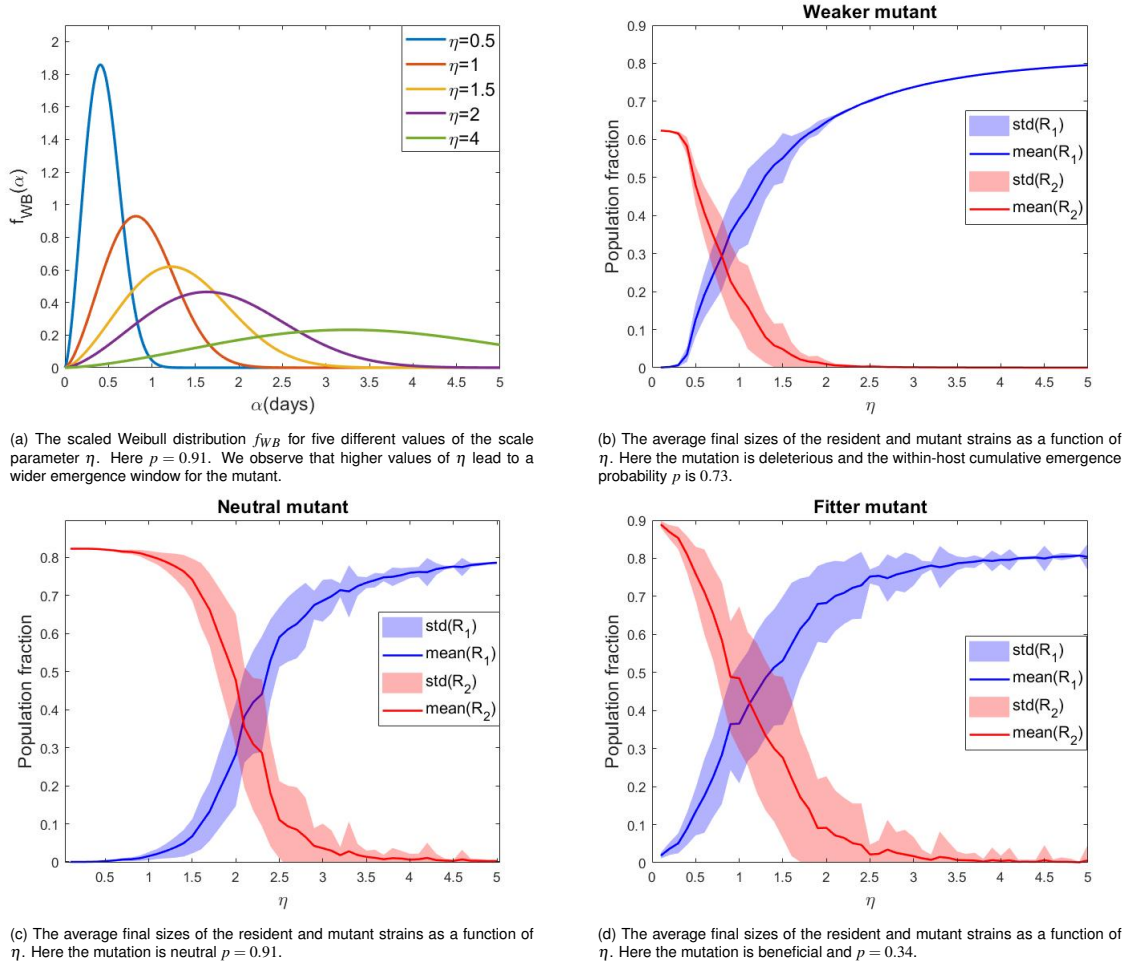 2
1.8
1.6
1.4
1.2
1
0.8
0.6
0.4
0.2
0
f_WB(α)
0 0.5 1 1.5 2 2.5 3 3.5 4 4.5 5
α(days)
η=0.5
η=1
η=1.5
η=2
η=4
(a) The scaled Weibull distribution f_WB for five different values of the scale
parameter η. Here p = 0.91. We observe that higher values of η lead to a
wider emergence window for the mutant.
Weaker mutant
0.9
0.8
0.7
0.6
0.5
0.4
0.3
0.2
0.1
0
Population fraction
0 0.5 1 1.5 2 2.5 3 3.5 4 4.5 5
η
std(R₁)
mean(R₁)
std(R₂)
mean(R₂)
(b) The average final sizes of the resident and mutant strains as a function of
η. Here the mutation is deleterious and the within-host cumulative emergence
probability p is 0.73.
Neutral mutant
0.8
0.7
0.6
0.5
0.4
0.3
0.2
0.1
0
Population fraction
0.5 1 1.5 2 2.5 3 3.5 4 4.5 5
η
std(R₁)
mean(R₁)
std(R₂)
mean(R₂)
(c) The average final sizes of the resident and mutant strains as a function of
η. Here the mutation is neutral p = 0.91.
Fitter mutant
0.9
0.8
0.7
0.6
0.5
0.4
0.3
0.2
0.1
0
Population fraction
0 0.5 1 1.5 2 2.5 3 3.5 4 4.5 5
η
std(R₁)
mean(R₁)
std(R₂)
mean(R₂)
(d) The average final sizes of the resident and mutant strains as a function of
η. Here the mutation is beneficial and p = 0.34.